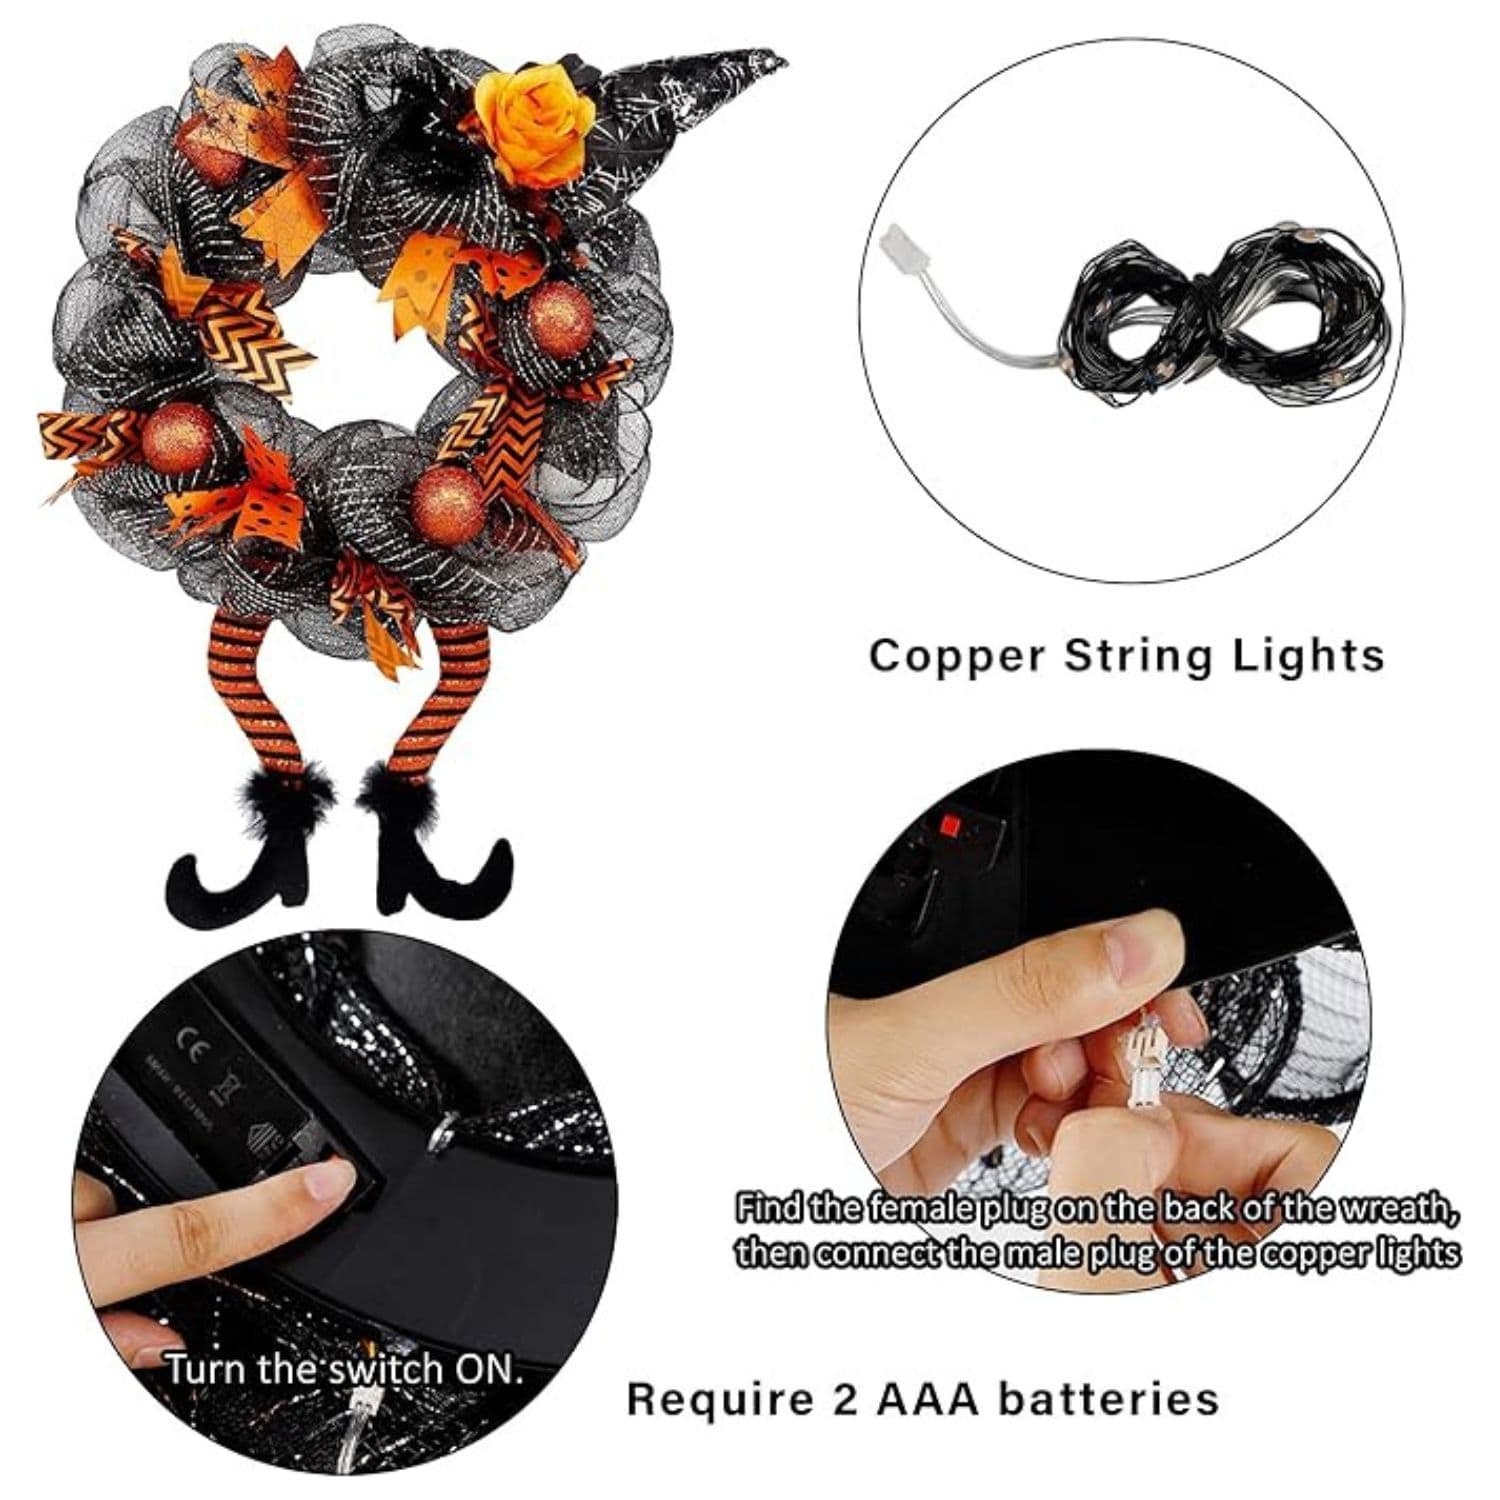 Copper String Lights
Find the female plug on the back of the wreath,
then connect the male plug of the copper lights
CE
Turn the switch ON.
Require 2 AAA batteries